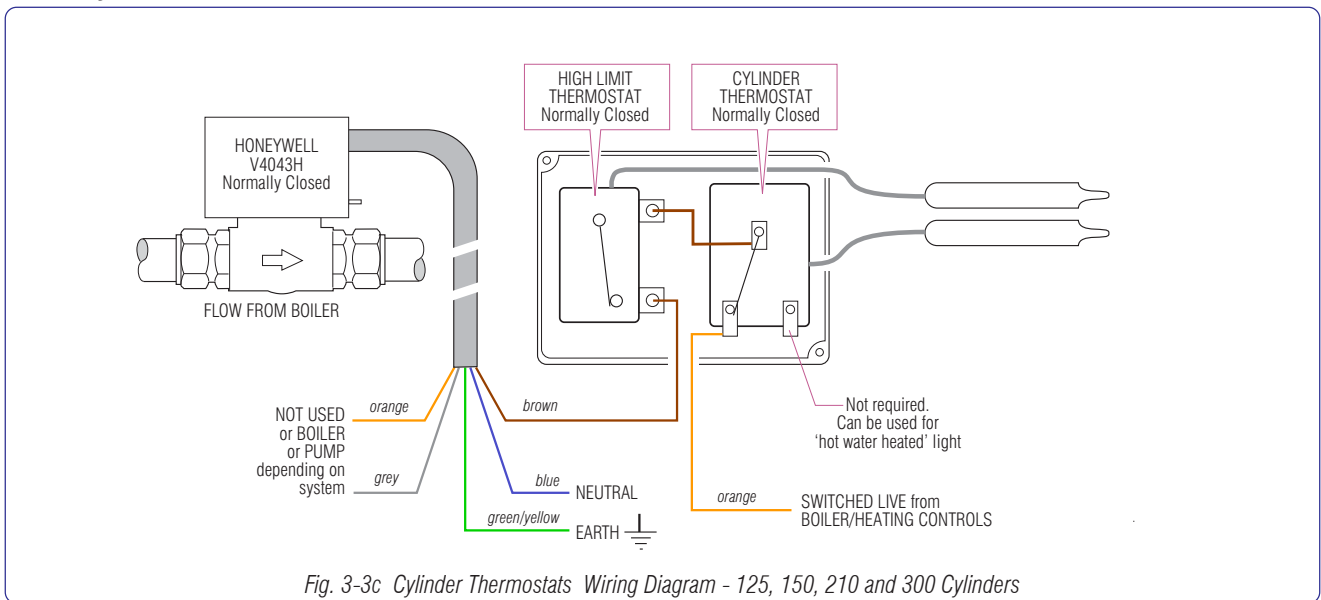 HIGH LIMIT
THERMOSTAT
Normally Closed
CYLINDER
THERMOSTAT
Normally Closed
HONEYWELL
V4043H
Normally Closed
FLOW FROM BOILER
NOT USED
or BOILER
or PUMP
depending on
system
orange
grey
brown
blue
NEUTRAL
green/yellow
EARTH
Not required.
Can be used for
‘hot water heated’ light
orange
SWITCHED LIVE from
BOILER/HEATING CONTROLS
Fig. 3-3c Cylinder Thermostats Wiring Diagram - 125, 150, 210 and 300 Cylinders